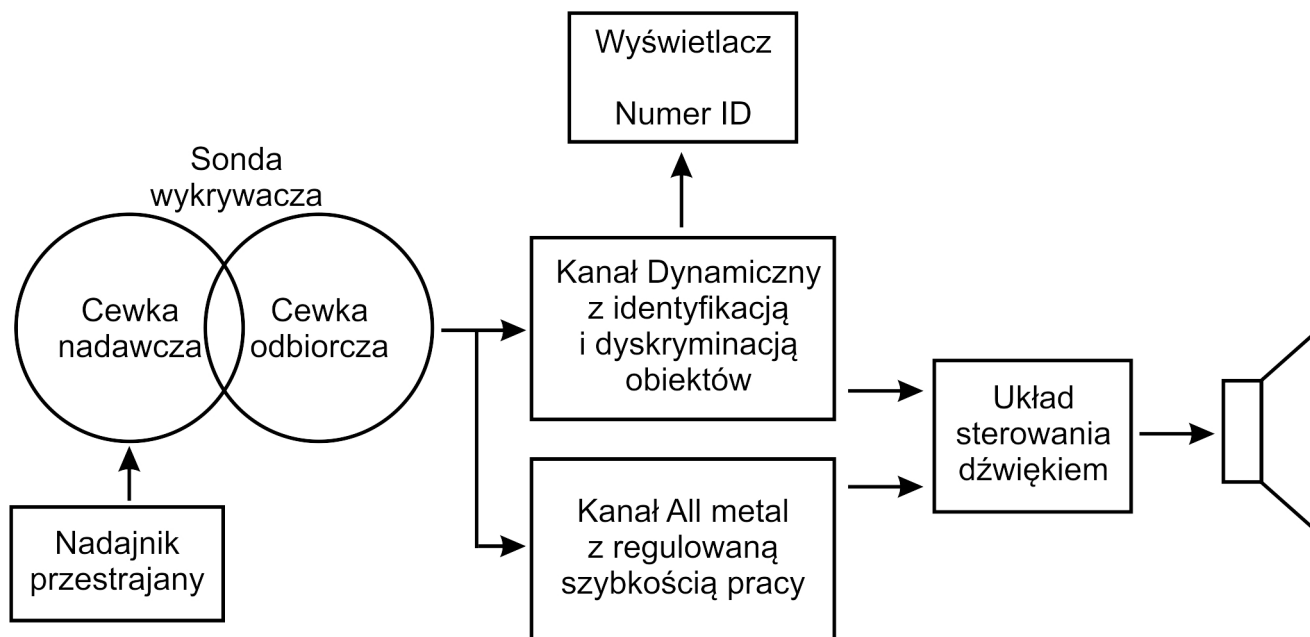 Wyświetlacz
Numer ID
Sonda
wykrywacza
Cewka
nadawcza
Cewka
odbiorcza
Kanał Dynamiczny
z identyfikacją
i dyskryminacją
obiektów
Układ
sterowania
dźwiękiem
Nadajnik
przestrajany
Kanał All metal
z regulowaną
szybkością pracy